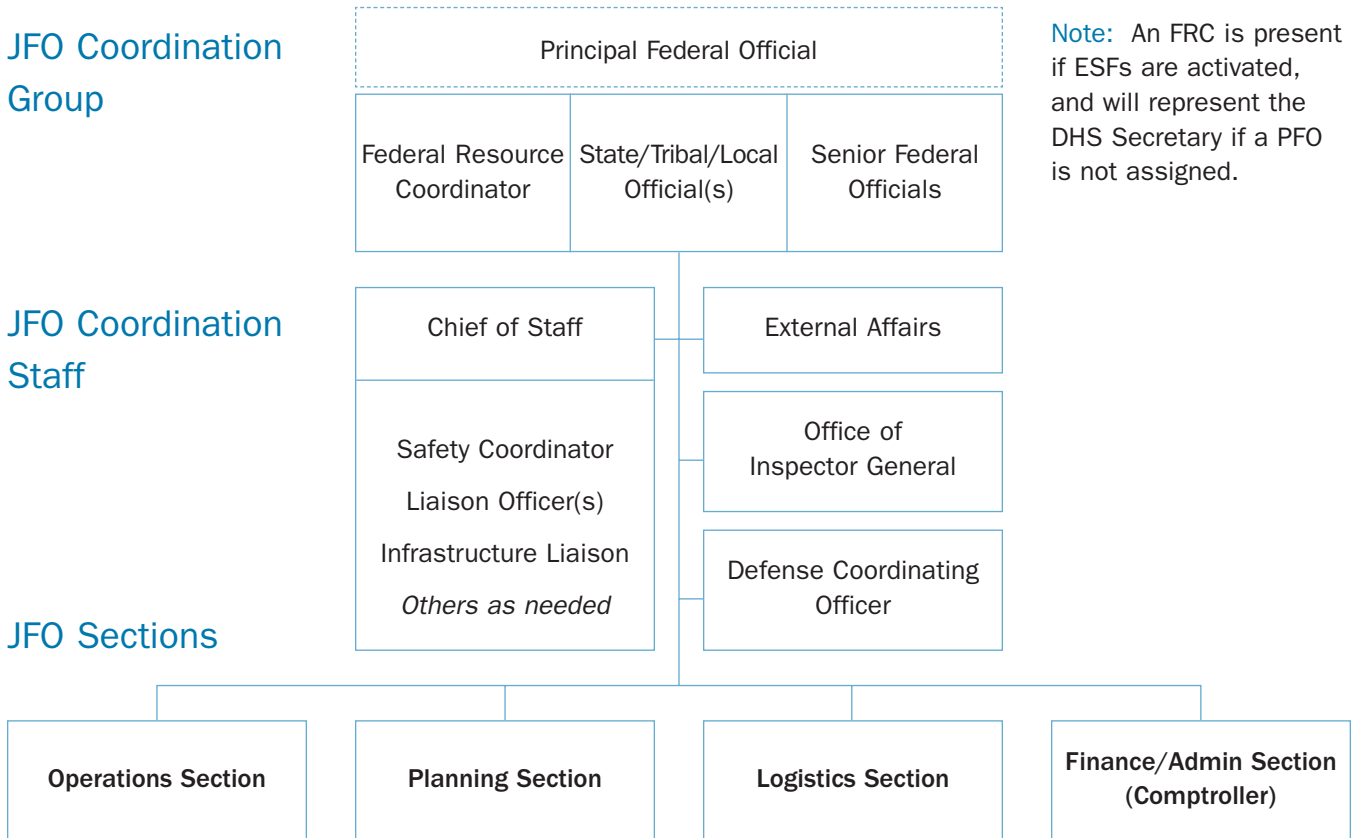 JFO Coordination
Group
Principal Federal Official
Federal Resource
Coordinator
State/Tribal/Local
Official(s)
Senior Federal
Officials
Note: An FRC is present
if ESFs are activated,
and will represent the
DHS Secretary if a PFO
is not assigned.
JFO Coordination
Staff
Chief of Staff
Safety Coordinator
Liaison Officer(s)
Infrastructure Liaison
Others as needed
External Affairs
Office of
Inspector General
Defense Coordinating
Officer
JFO Sections
Operations Section
Planning Section
Logistics Section
Finance/Admin Section
(Comptroller)